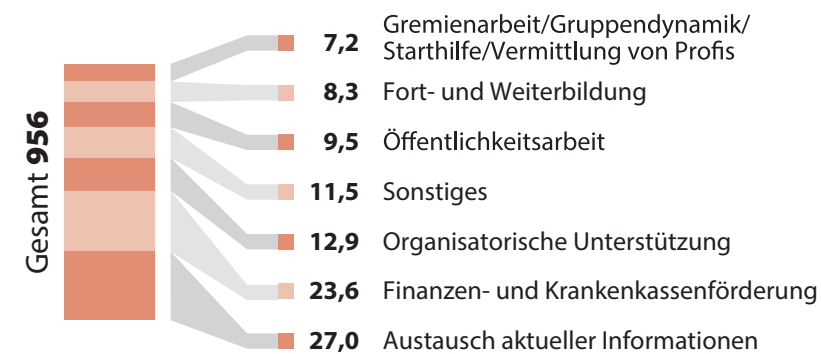 Gesamt 956
7,2 Gremienarbeit/Gruppendynamik/
Starthilfe/Vermittlung von Profis
8,3 Fort- und Weiterbildung
9,5 Öffentlichkeitsarbeit
11,5 Sonstiges
12,9 Organisatorische Unterstützung
23,6 Finanzen- und Krankenkassenförderung
27,0 Austausch aktueller Informationen